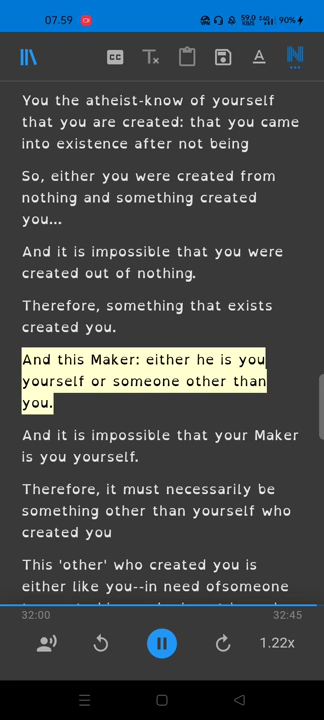 07.59
59.0
KB/S
90%
CC
A
N
You the atheist-know of yourself
that you are created: that you came
into existence after not being
So, either you were created from
nothing and something created
you...
And it is impossible that you were
created out of nothing.
Therefore, something that exists
created you.
And this Maker: either he is you
yourself or someone other than
you.
And it is impossible that your Maker
is you yourself.
Therefore, it must necessarily be
something other than yourself who
created you
This 'other' who created you is
either like you--in need ofsomeone
32:00
32:45
1.22x